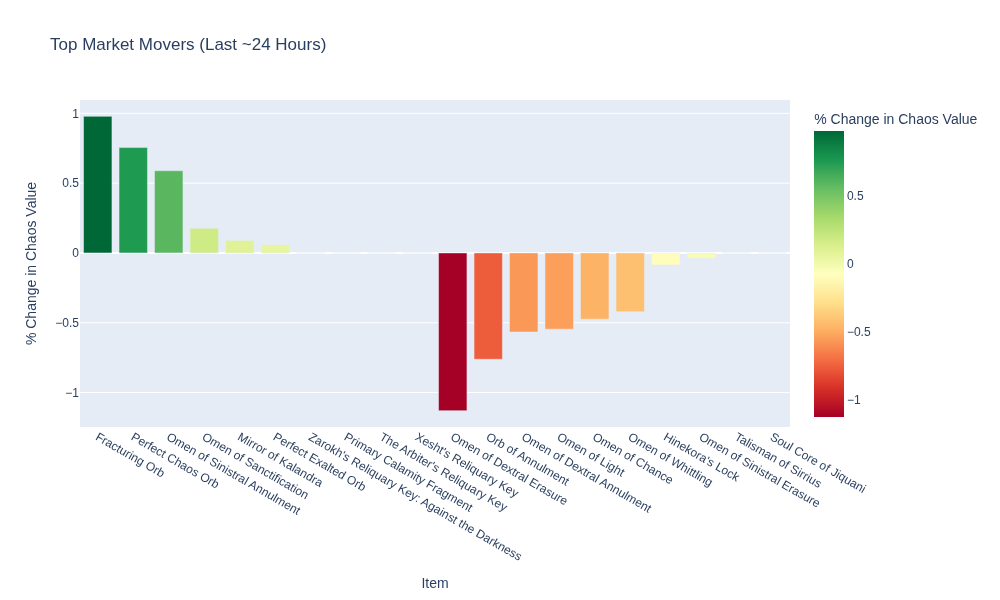 Top Market Movers (Last ~24 Hours)
% Change in Chaos Value
1
0.5
0
−0.5
−1
% Change in Chaos Value
0.5
0
−0.5
−1
Fracturing Orb
Perfect Chaos Orb
Omen of Sinistral Annulment
Omen of Sanctification
Mirror of Kalandra
Perfect Exalted Orb
Zarokh's Reliquary Key: Against the Darkness
Primary Calamity Fragment
The Arbiter's Reliquary Key
Xesht's Reliquary Key
Omen of Dextral Erasure
Orb of Annulment
Omen of Dextral Annulment
Omen of Light
Omen of Chance
Omen of Whittling
Hinekora's Lock
Omen of Sinistral Erasure
Talisman of Sirrius
Soul Core of Jiquani
Item